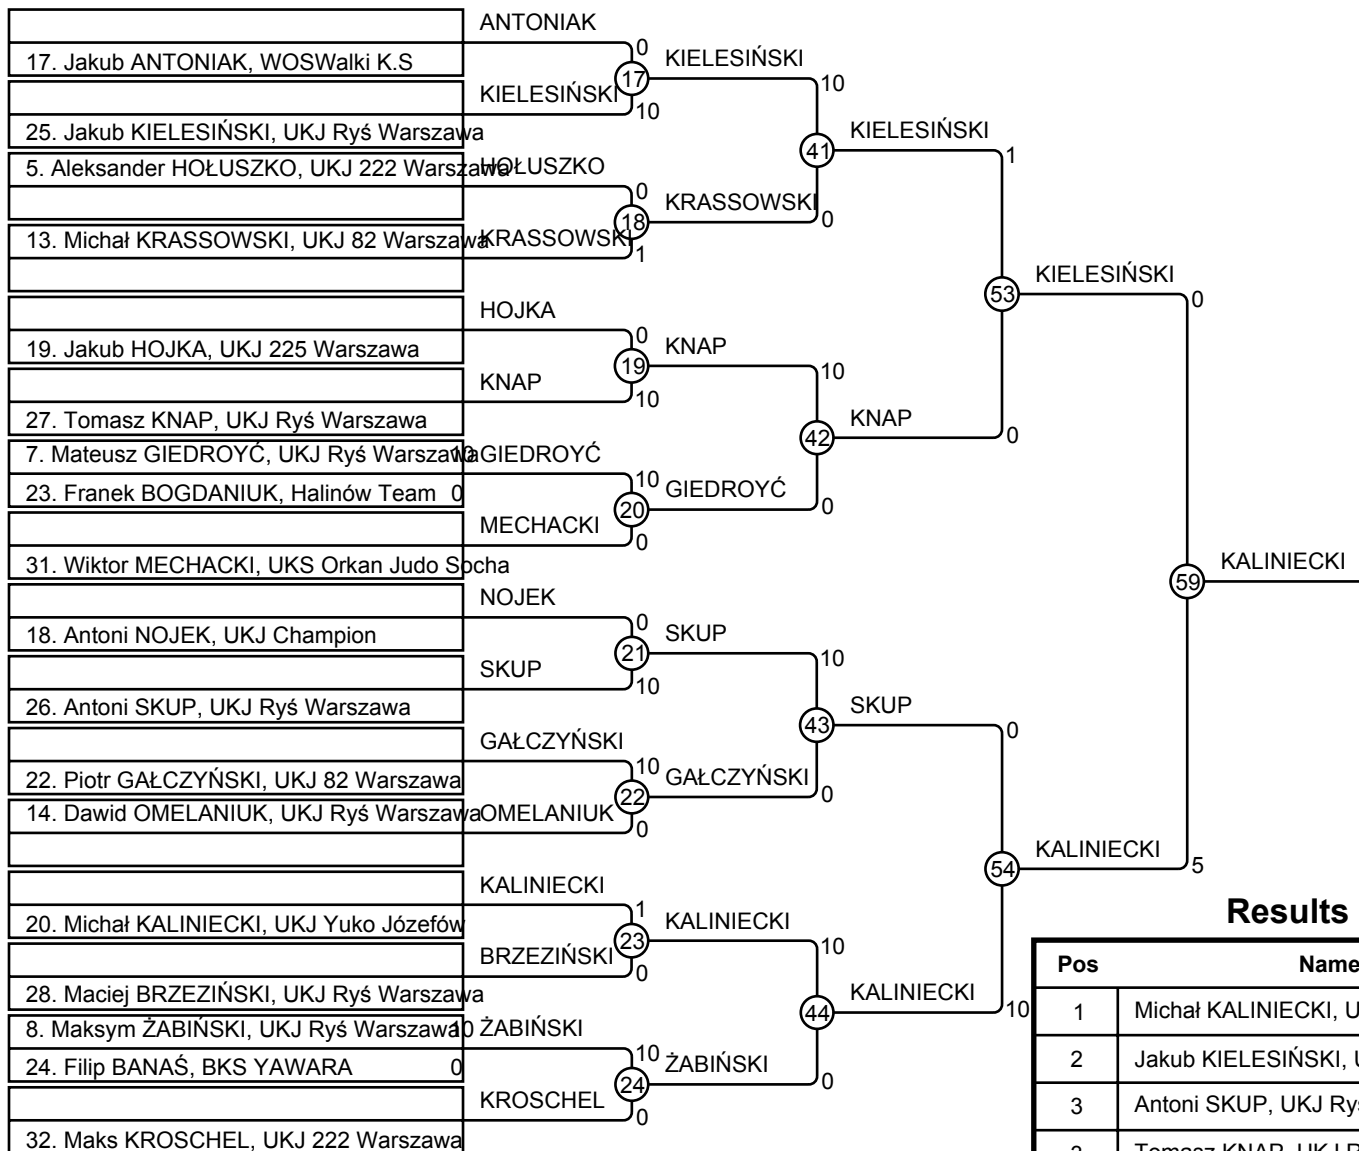 ANTONIAK
0
17. Jakub ANTONIAK, WOSWalki K.S
17
KIELESIŃSKI
10
KIELESIŃSKI
10
25. Jakub KIELESIŃSKI, UKJ Ryś Warszawa
41
KIELESIŃSKI
1
5. Aleksander HOŁUSZKO, UKJ 222 Warszawa
HOŁUSZKO
0
18
KRASSOWSKI
0
13. Michał KRASSOWSKI, UKJ 82 Warszawa
KRASSOWSKI
1
53
KIELESIŃSKI
0
HOJKA
0
19. Jakub HOJKA, UKJ 225 Warszawa
19
KNAP
10
KNAP
10
27. Tomasz KNAP, UKJ Ryś Warszawa
42
KNAP
0
7. Mateusz GIEDROYĆ, UKJ Ryś Warszawa 10
GIEDROYĆ
10
23. Franek BOGDANIUK, Halinów Team 0
20
GIEDROYĆ
0
MECHACKI
0
31. Wiktor MECHACKI, UKS Orkan Judo Socha
59
KALINIECKI
NOJEK
0
18. Antoni NOJEK, UKJ Champion
21
SKUP
10
SKUP
10
26. Antoni SKUP, UKJ Ryś Warszawa
43
SKUP
0
GAŁCZYŃSKI
10
22. Piotr GAŁCZYŃSKI, UKJ 82 Warszawa
22
GAŁCZYŃSKI
0
14. Dawid OMELANIUK, UKJ Ryś Warszawa
OMELANIUK
0
54
KALINIECKI
5
KALINIECKI
1
20. Michał KALINIECKI, UKJ Yuko Józefów
23
KALINIECKI
10
BRZEZIŃSKI
0
28. Maciej BRZEZIŃSKI, UKJ Ryś Warszawa
44
KALINIECKI
10
8. Maksym ŻABIŃSKI, UKJ Ryś Warszawa 10
ŻABIŃSKI
10
24. Filip BANAŚ, BKS YAWARA 0
24
ŻABIŃSKI
0
KROSCHEL
0
32. Maks KROSCHEL, UKJ 222 Warszawa
Results
Pos Name
1 Michał KALINIECKI, U
2 Jakub KIELESIŃSKI,
3 Antoni SKUP, UKJ Ryś